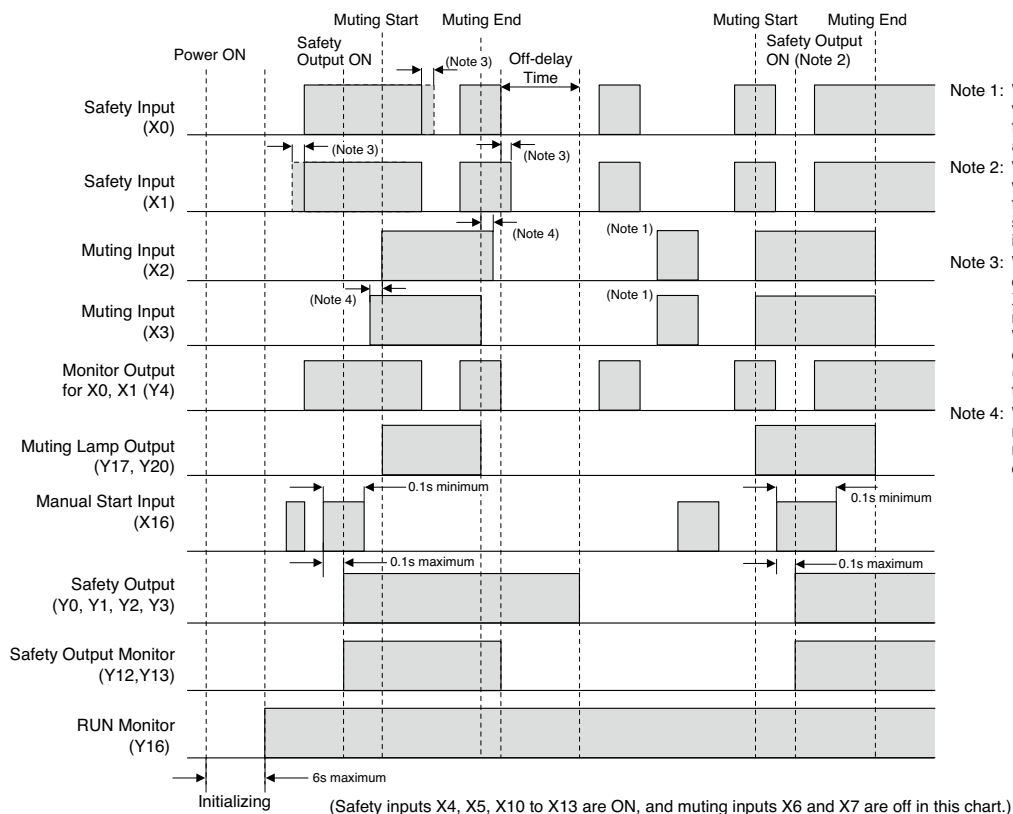 Muting Start
Muting End
Muting Start
Muting End
Power ON
Safety
Output ON
(Note 3)
Off-delay
Time
Safety Output
ON (Note 2)
Safety Input
(X0)
Note 1:
(Note 3)
(Note 3)
Safety Input
(X1)
Note 2:
(Note 4)
(Note 1)
Muting Input
(X2)
Note 3:
(Note 4)
(Note 1)
Muting Input
(X3)
Monitor Output
for X0, X1 (Y4)
Note 4:
Muting Lamp Output
(Y17, Y20)
0.1s minimum
0.1s minimum
Manual Start Input
(X16)
0.1s maximum
0.1s maximum
Safety Output
(Y0, Y1, Y2, Y3)
Safety Output Monitor
(Y12,Y13)
RUN Monitor
(Y16)
6s maximum
Initializing
(Safety inputs X4, X5, X10 to X13 are ON, and muting inputs X6 and X7 are off in this chart.)